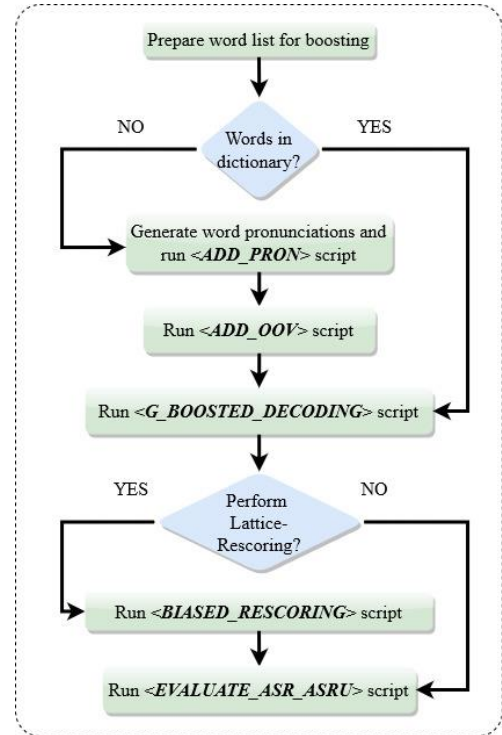 Prepare word list for boosting
NO
YES
Words in
dictionary?
Generate word pronunciations and
run <ADD_PRON> script
Run <ADD_OOV> script
Run <G_BOOSTED_DECODING> script
YES
NO
Perform
Lattice-
Rescoring?
Run <BIASED_RESCORING> script
Run <EVALUATE_ASR_ASRU> script